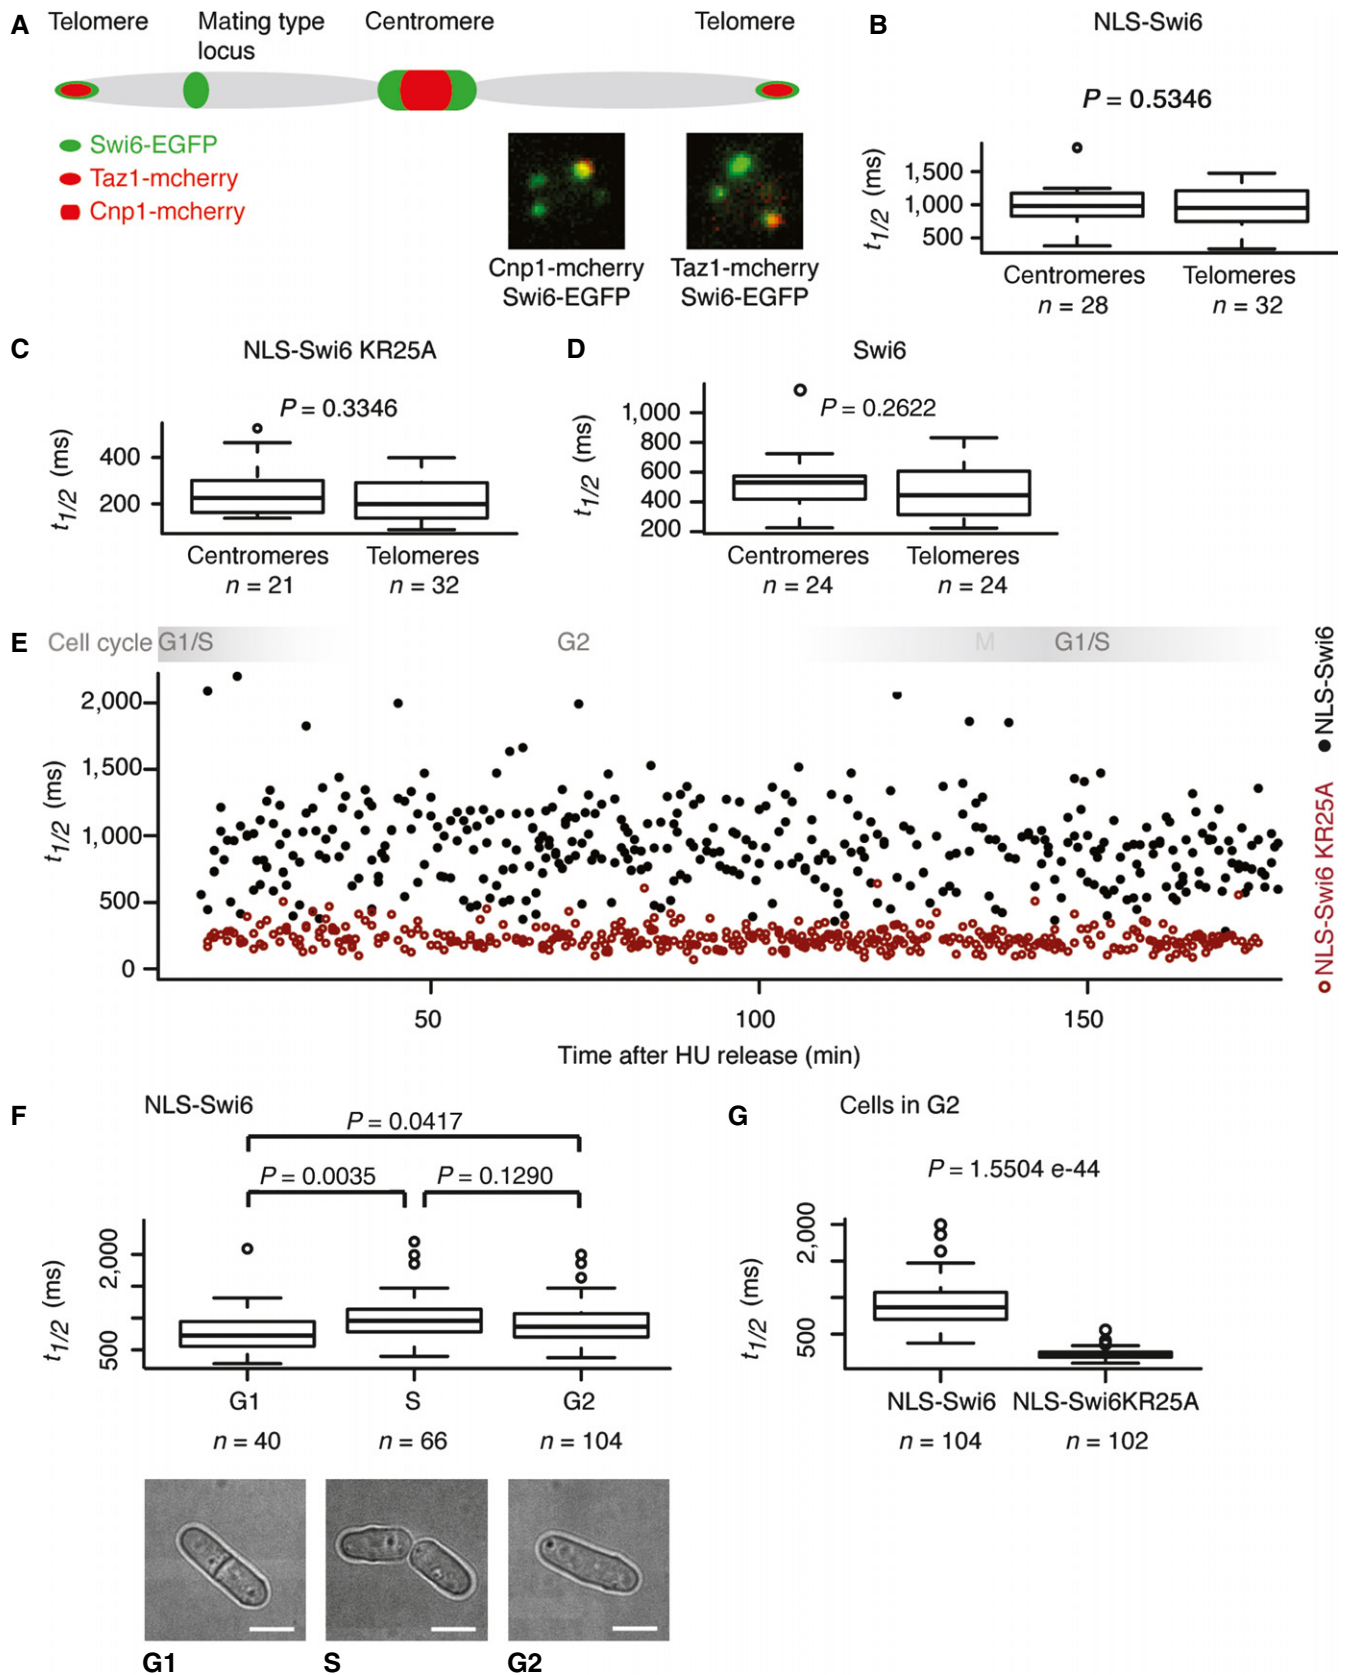 A
Telomere
Mating type
locus
Centromere
Telomere
Swi6-EGFP
Taz1-mcherry
Cnp1-mcherry
Cnp1-mcherry
Swi6-EGFP
Taz1-mcherry
Swi6-EGFP
B
NLS-Swi6
P = 0.5346
t1/2 (ms)
1,500
1,000
500
Centromeres
n = 28
Telomeres
n = 32
C
NLS-Swi6 KR25A
P = 0.3346
t1/2 (ms)
400
200
Centromeres
n = 21
Telomeres
n = 32
D
Swi6
P = 0.2622
t1/2 (ms)
1,000
800
600
400
200
Centromeres
n = 24
Telomeres
n = 24
E
Cell cycle G1/S
G2
M
G1/S
t1/2 (ms)
2,000
1,500
1,000
500
0
50
100
150
Time after HU release (min)
NLS-Swi6 KR25A
NLS-Swi6
F
NLS-Swi6
P = 0.0417
P = 0.0035
P = 0.1290
t1/2 (ms)
2,000
500
G1
S
G2
n = 40
n = 66
n = 104
G1
S
G2
G
Cells in G2
P = 1.5504 e-44
t1/2 (ms)
2,000
500
NLS-Swi6
NLS-Swi6KR25A
n = 104
n = 102